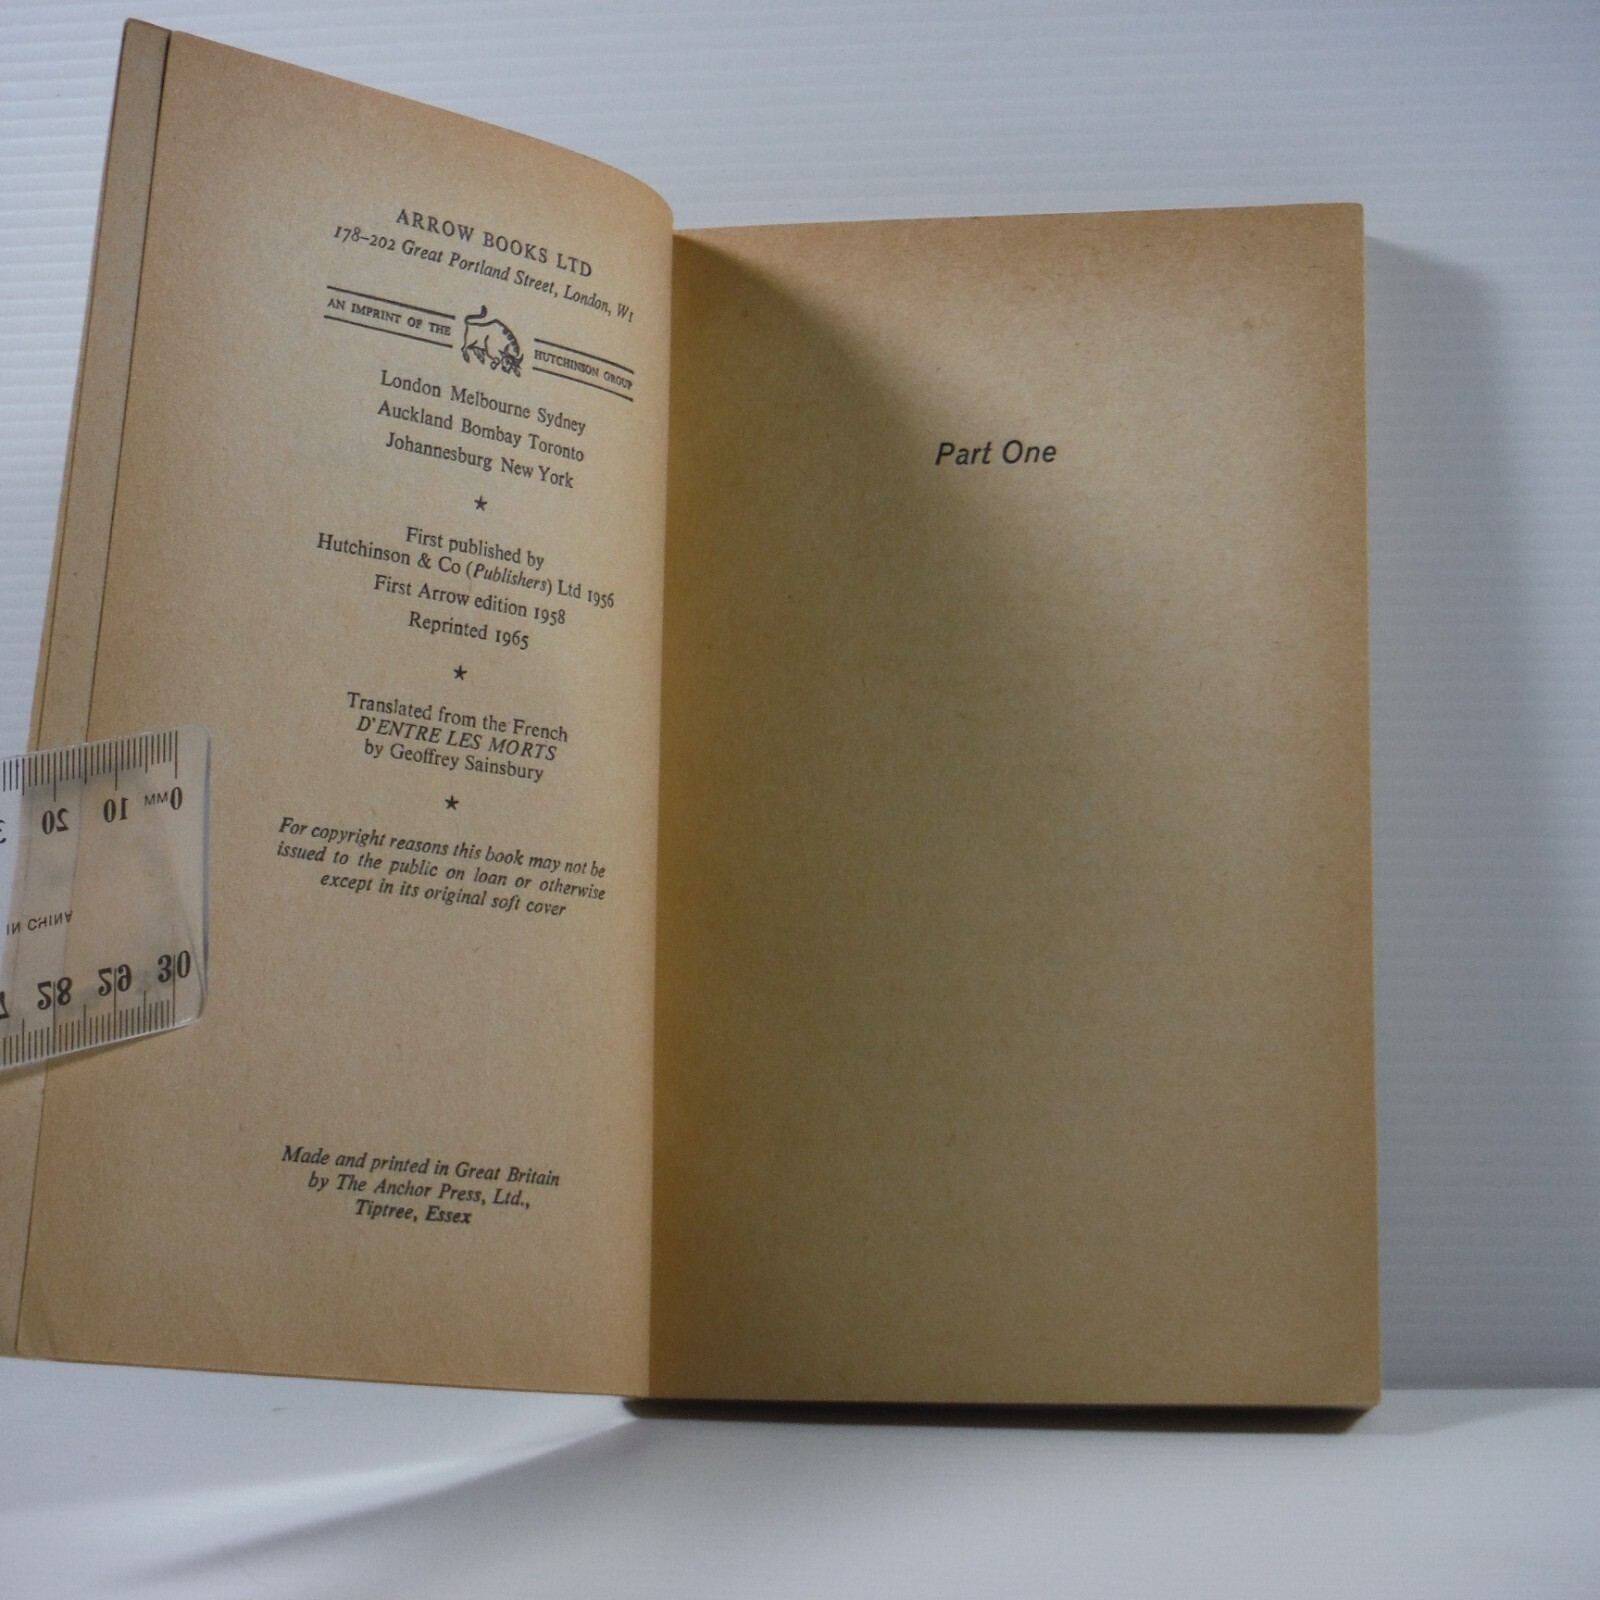 ARROW BOOKS LTD
178–202 Great Portland Street, London, W1
AN IMPRINT OF THE HUTCHINSON GROUP
London Melbourne Sydney
Auckland Bombay Toronto
Johannesburg New York
★
First published by
Hutchinson & Co (Publishers) Ltd 1956
First Arrow edition 1958
Reprinted 1965
★
Translated from the French
D'ENTRE LES MORTS
by Geoffrey Sainsbury
★
For copyright reasons this book may not be
issued to the public on loan or otherwise
except in its original soft cover
Made and printed in Great Britain
by The Anchor Press, Ltd.,
Tiptree, Essex
Part One
0 MM 10 20
IN CHINA
28 29 30